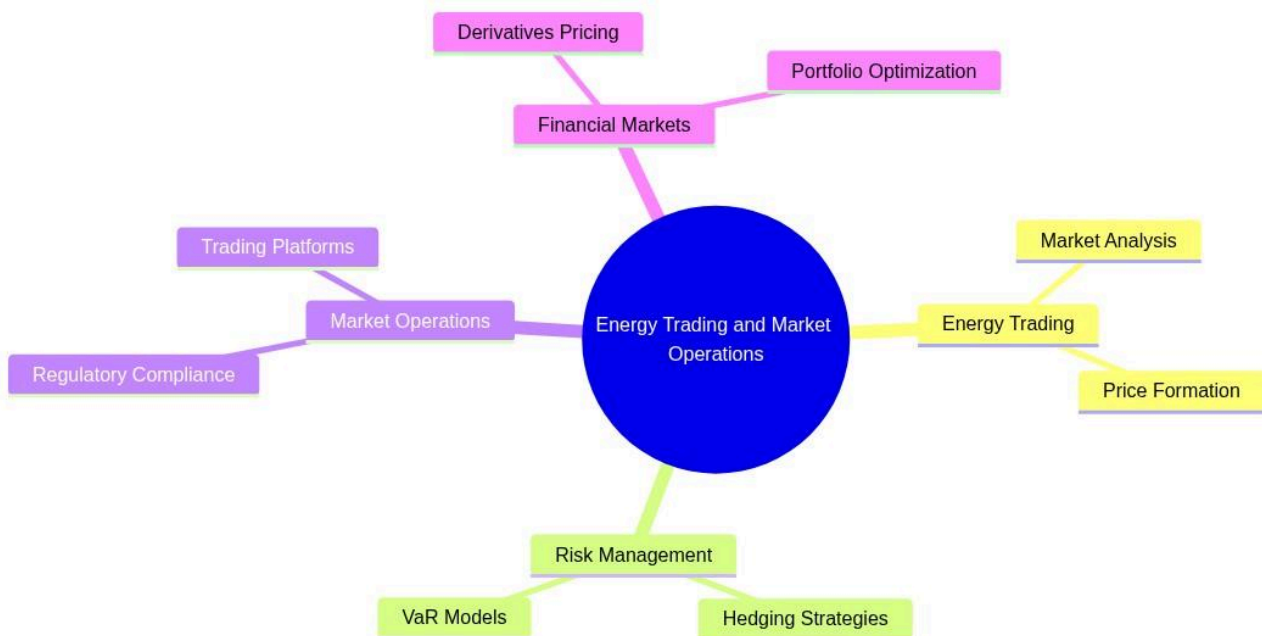 Derivatives Pricing
Portfolio Optimization
Financial Markets
Trading Platforms
Market Analysis
Market Operations
Energy Trading and Market
Operations
Energy Trading
Regulatory Compliance
Price Formation
Risk Management
VaR Models
Hedging Strategies